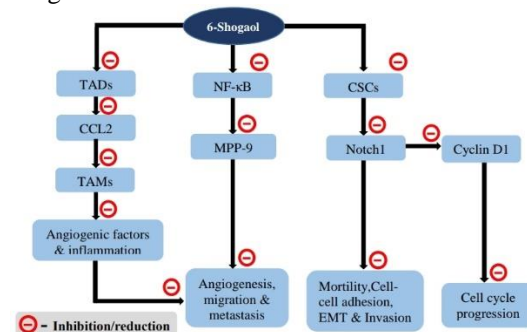 6-Shogaol
TADs
NF-κB
CSCs
CCL2
MPP-9
Notch1
Cyclin D1
TAMs
Angiogenic factors
& inflammation
Angiogenesis,
migration &
metastasis
Mortility,Cell-
cell adhesion,
EMT & Invasion
Cell cycle
progression
- Inhibition/reduction